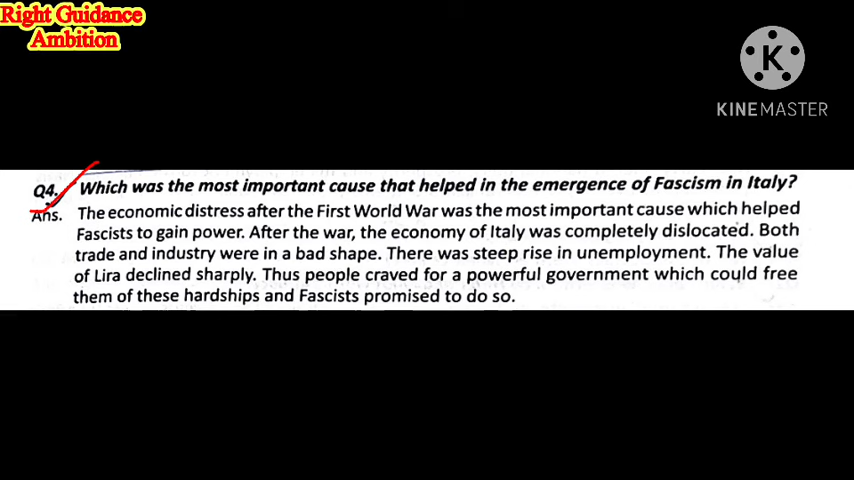 Right Guidance
Ambition
K
KINEMASTER
Q4. Which was the most important cause that helped in the emergence of Fascism in Italy?
Ans. The economic distress after the First World War was the most important cause which helped
Fascists to gain power. After the war, the economy of Italy was completely dislocated. Both
trade and industry were in a bad shape. There was steep rise in unemployment. The value
of Lira declined sharply. Thus people craved for a powerful government which could free
them of these hardships and Fascists promised to do so.